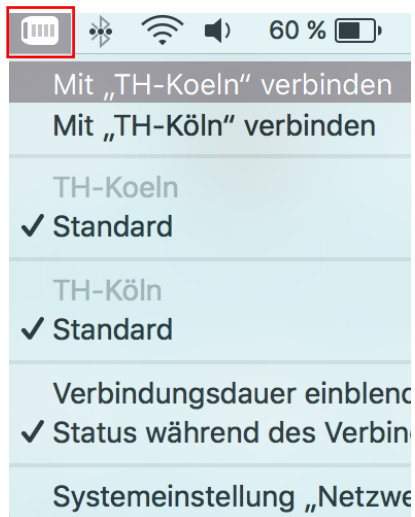 60 %
Mit „TH-Koeln“ verbinden
Mit „TH-Köln“ verbinden
TH-Koeln
✓ Standard
TH-Köln
✓ Standard
Verbindungsdauer einblend
✓ Status während des Verbin
Systemeinstellung „Netzwe